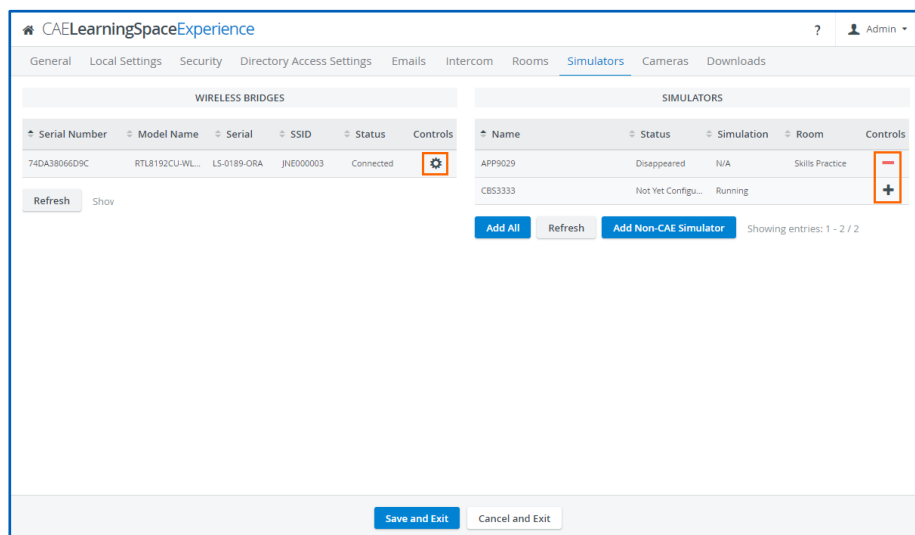 CAELearningSpaceExperience ? Admin
General Local Settings Security Directory Access Settings Emails Intercom Rooms Simulators Cameras Downloads
WIRELESS BRIDGES
Serial Number Model Name Serial SSID Status Controls
74DA38066D9C RTL8192CU-WL... LS-0189-ORA JNE000003 Connected
Refresh Shov
SIMULATORS
Name Status Simulation Room Controls
APP9029 Disappeared N/A Skills Practice
CBS3333 Not Yet Configu... Running
Add All Refresh Add Non-CAE Simulator Showing entries: 1 - 2 / 2
Save and Exit Cancel and Exit